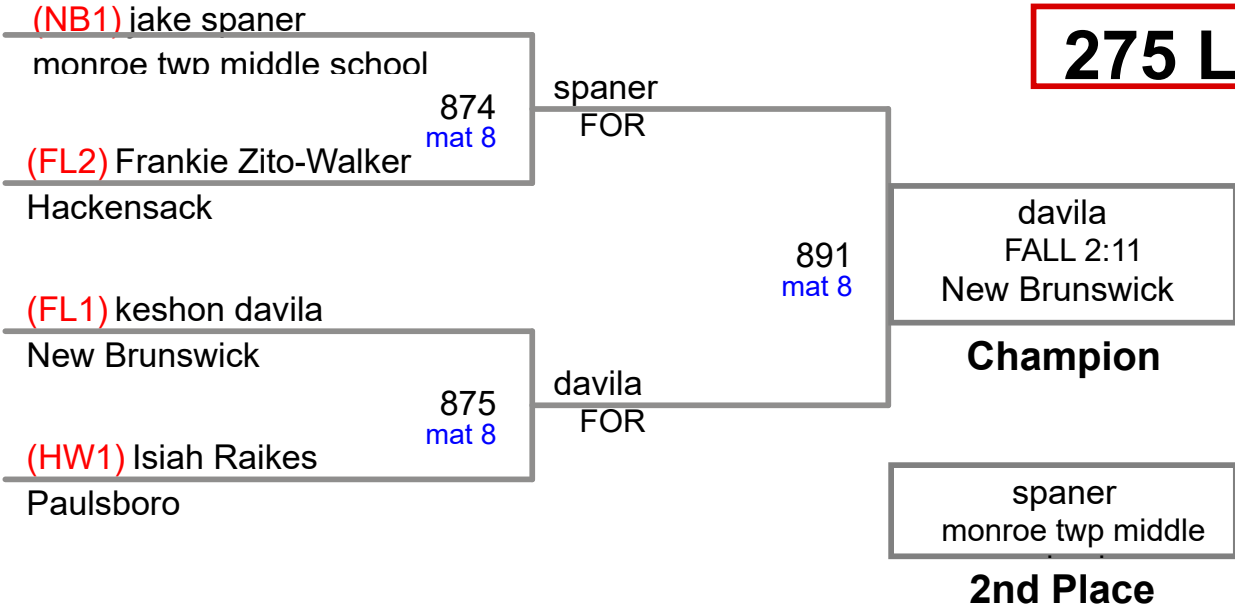 (NB1) jake spaner
monroe twp middle school
275 L
874
mat 8
spaner
FOR
(FL2) Frankie Zito-Walker
Hackensack
891
mat 8
davila
FALL 2:11
New Brunswick
Champion
(FL1) keshon davila
New Brunswick
875
mat 8
davila
FOR
(HW1) Isiah Raikes
Paulsboro
spaner
monroe twp middle
2nd Place